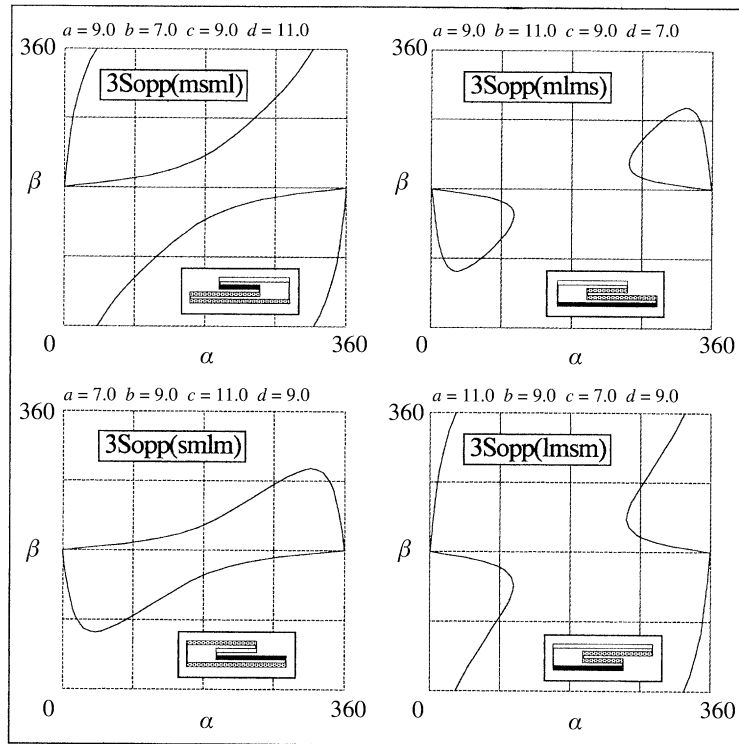 a = 9.0 b = 7.0 c = 9.0 d = 11.0
360
3Sopp(msml)
β
0
α
360
a = 9.0 b = 11.0 c = 9.0 d = 7.0
360
3Sopp(mlms)
β
0
α
360
a = 7.0 b = 9.0 c = 11.0 d = 9.0
360
3Sopp(smlm)
β
0
α
360
a = 11.0 b = 9.0 c = 7.0 d = 9.0
360
3Sopp(lmsm)
β
0
α
360